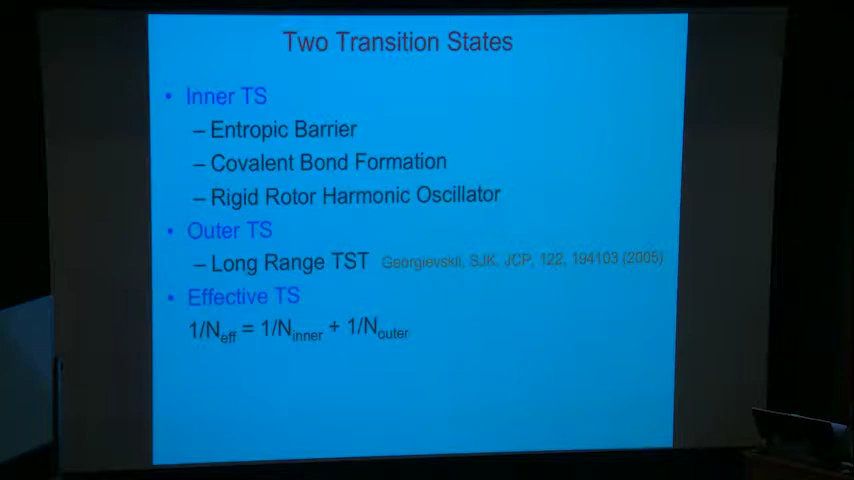 Two Transition States
• Inner TS
– Entropic Barrier
– Covalent Bond Formation
– Rigid Rotor Harmonic Oscillator
• Outer TS
– Long Range TST Georgievskii, SJK, JCP, 122, 194103 (2005)
• Effective TS
1/Neff = 1/Ninner + 1/Nouter